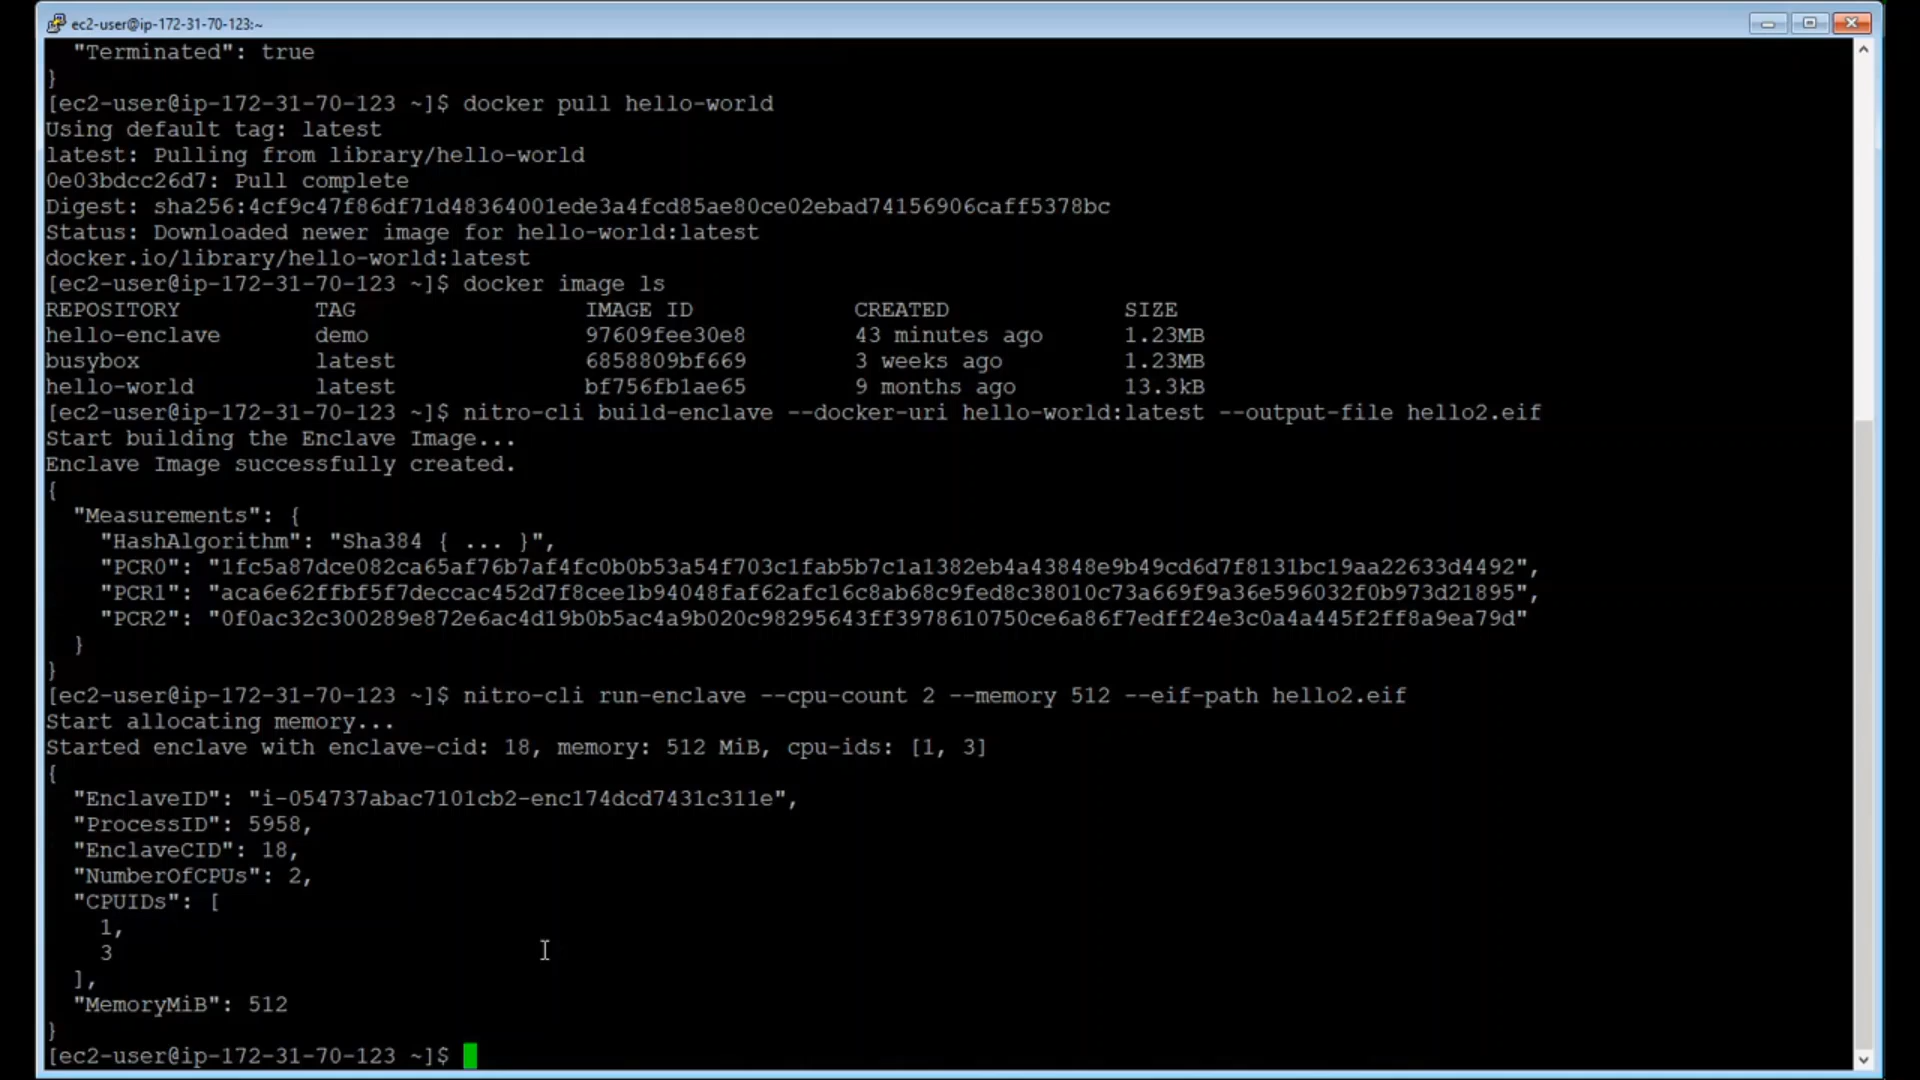 ec2-user@ip-172-31-70-123:~
"Terminated": true
}
[ec2-user@ip-172-31-70-123 ~]$ docker pull hello-world
Using default tag: latest
latest: Pulling from library/hello-world
0e03bdcc26d7: Pull complete
Digest: sha256:4cf9c47f86df71d48364001ede3a4fcd85ae80ce02ebad74156906caff5378bc
Status: Downloaded newer image for hello-world:latest
docker.io/library/hello-world:latest
[ec2-user@ip-172-31-70-123 ~]$ docker image ls
REPOSITORY TAG IMAGE ID CREATED SIZE
hello-enclave demo 97609fee30e8 43 minutes ago 1.23MB
busybox latest 6858809bf669 3 weeks ago 1.23MB
hello-world latest bf756fb1ae65 9 months ago 13.3kB
[ec2-user@ip-172-31-70-123 ~]$ nitro-cli build-enclave --docker-uri hello-world:latest --output-file hello2.eif
Start building the Enclave Image...
Enclave Image successfully created.
{
"Measurements": {
"HashAlgorithm": "Sha384 { ... }",
"PCR0": "1fc5a87dce082ca65af76b7af4fc0b0b53a54f703c1fab5b7c1a1382eb4a43848e9b49cd6d7f8131bc19aa22633d4492",
"PCR1": "aca6e62ffbf5f7deccac452d7f8cee1b94048faf62afc16c8ab68c9fed8c38010c73a669f9a36e596032f0b973d21895",
"PCR2": "0f0ac32c300289e872e6ac4d19b0b5ac4a9b020c98295643ff3978610750ce6a86f7edff24e3c0a4a445f2ff8a9ea79d"
}
}
[ec2-user@ip-172-31-70-123 ~]$ nitro-cli run-enclave --cpu-count 2 --memory 512 --eif-path hello2.eif
Start allocating memory...
Started enclave with enclave-cid: 18, memory: 512 MiB, cpu-ids: [1, 3]
{
"EnclaveID": "i-054737abac7101cb2-enc174dcd7431c311e",
"ProcessID": 5958,
"EnclaveCID": 18,
"NumberOfCPUs": 2,
"CPUIDs": [
1,
3
],
"MemoryMiB": 512
}
[ec2-user@ip-172-31-70-123 ~]$